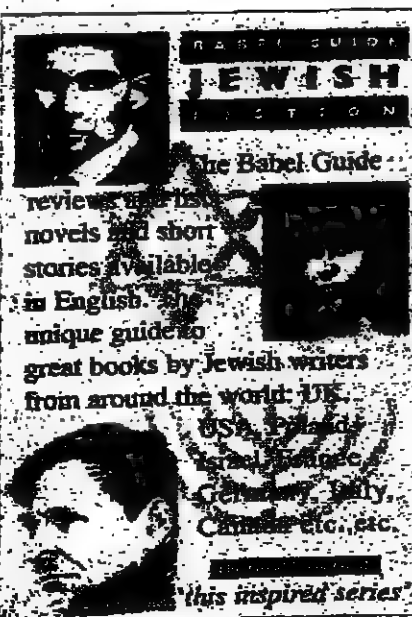 BABEL GUIDE
JEWISH
FICTION
The Babel Guide
reviews and list
novels and short
stories available
in English. The
unique guide to
great books by Jewish writers
from around the world: UK,
USA, Poland,
Israel, France,
Germany, Italy,
Canada etc., etc.
'this inspired series'